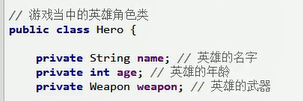 // 游戏当中的英雄角色类
public class Hero {
private String name; // 英雄的名字
private int age; // 英雄的年龄
private Weapon weapon; // 英雄的武器